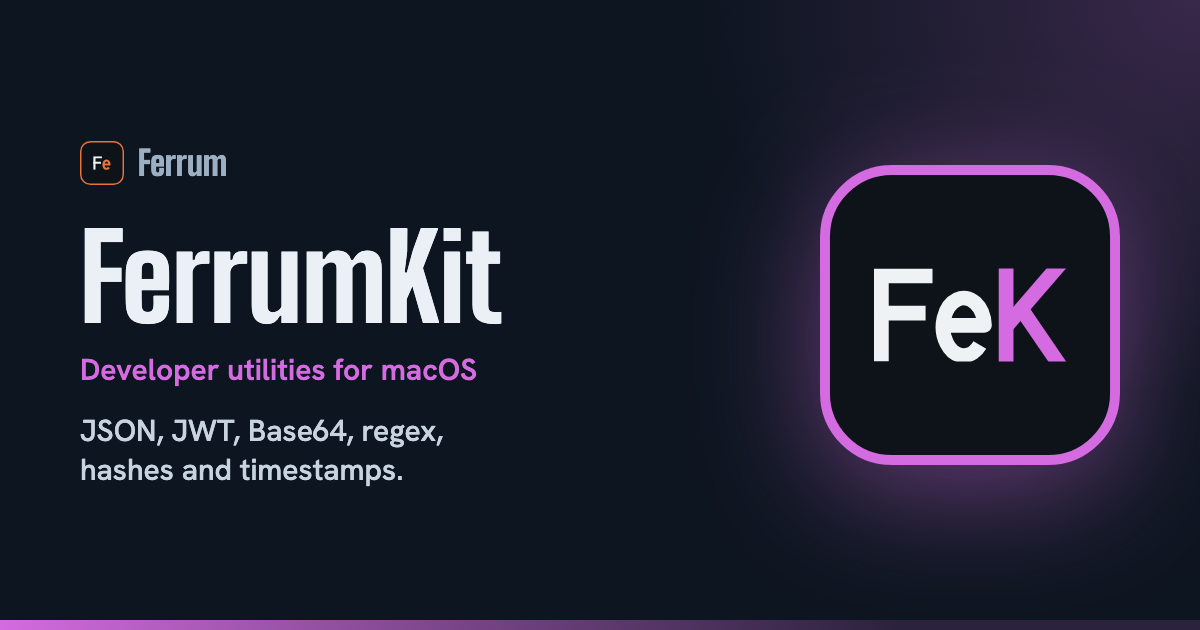 Fe Ferrum
FerrumKit
Developer utilities for macOS
JSON, JWT, Base64, regex,
hashes and timestamps.
FeK